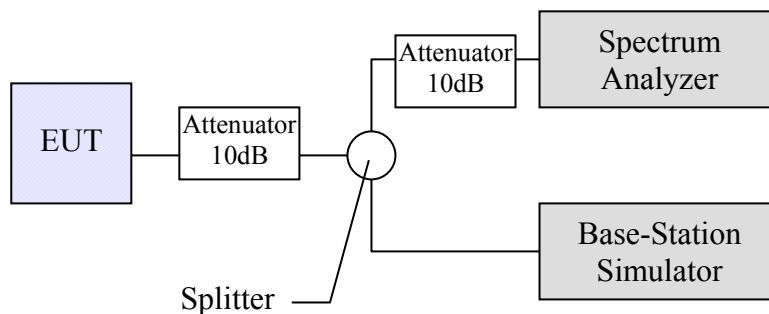 EUT
Attenuator
10dB
Attenuator
10dB
Spectrum
Analyzer
Base-Station
Simulator
Splitter